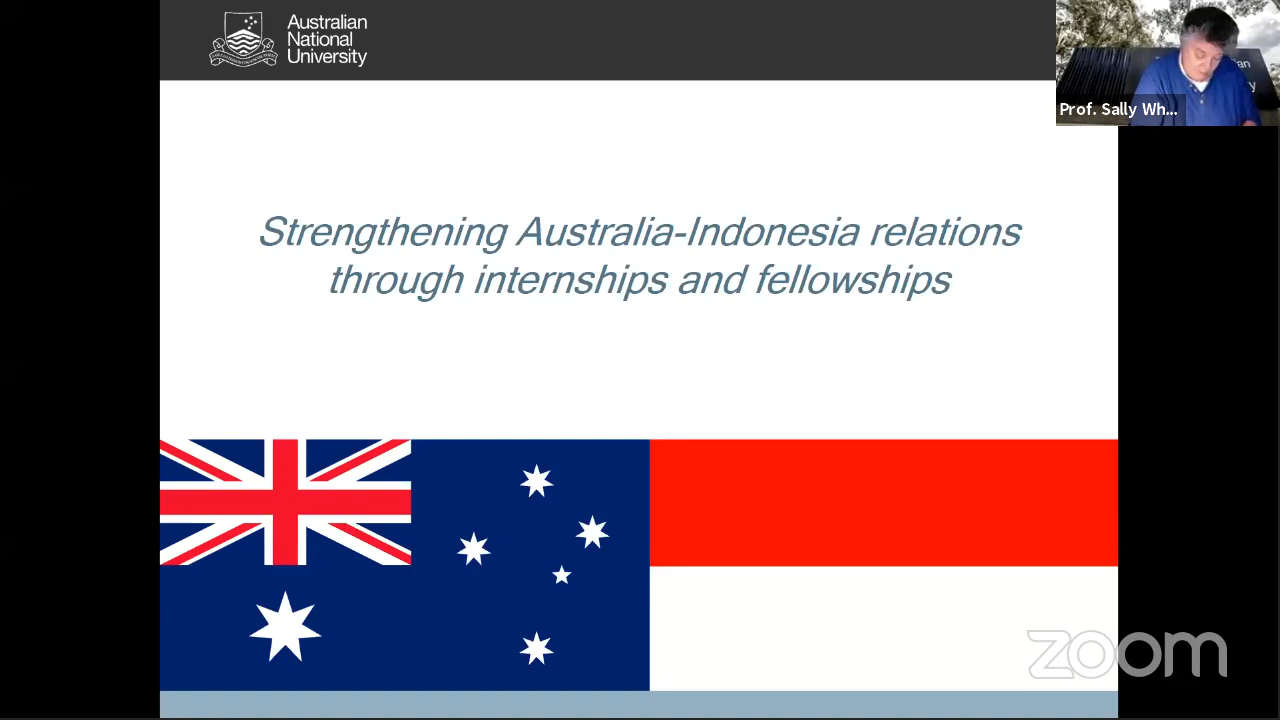 Australian
National
University
Prof. Sally Wh...
Strengthening Australia-Indonesia relations
through internships and fellowships
zoom